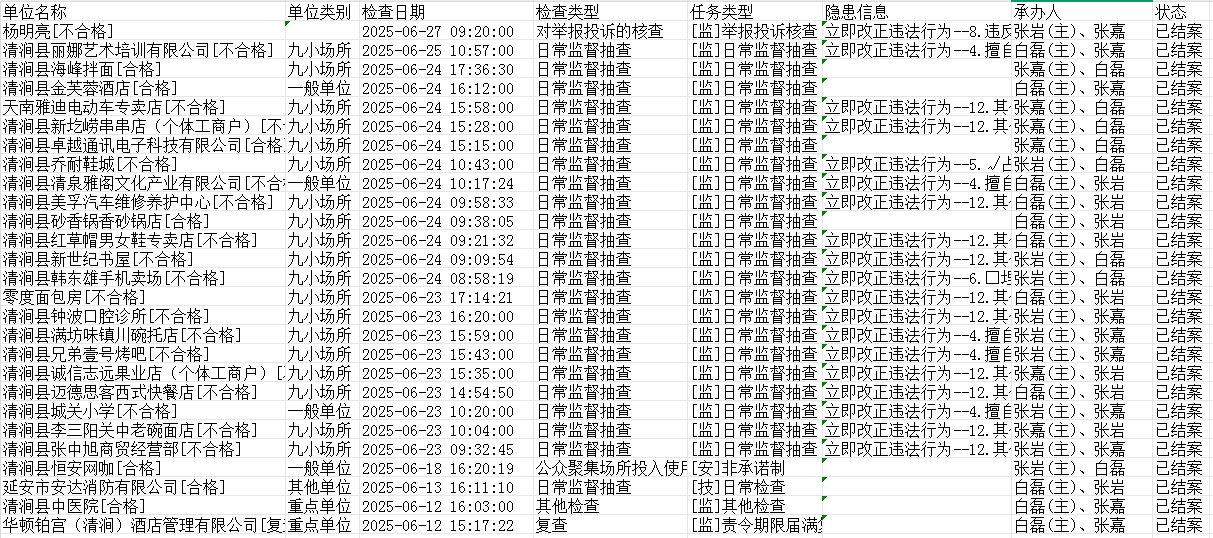 单位名称 单位类别 检查日期 检查类型 任务类型 隐患信息 承办人 状态
杨明亮[不合格] 2025-06-27 09:20:00 对举报投诉的核查 [监]举报投诉核查 立即改正违法行为--8.违反 张岩(主)、张嘉 已结案
清涧县丽娜艺术培训有限公司[不合格] 九小场所 2025-06-25 10:57:00 日常监督抽查 [监]日常监督抽查 立即改正违法行为--4.擅自 白磊(主)、张嘉 已结案
清涧县海峰拌面[合格] 九小场所 2025-06-24 17:36:30 日常监督抽查 [监]日常监督抽查 张嘉(主)、白磊 已结案
清涧县金芙蓉酒店[合格] 一般单位 2025-06-24 16:12:00 日常监督抽查 [监]日常监督抽查 白磊(主)、张嘉 已结案
天南雅迪电动车专卖店[不合格] 九小场所 2025-06-24 15:58:00 日常监督抽查 [监]日常监督抽查 立即改正违法行为--12.其 张嘉(主)、白磊 已结案
清涧县新圪崂串串店（个体工商户）[不 九小场所 2025-06-24 15:28:00 日常监督抽查 [监]日常监督抽查 立即改正违法行为--12.其 张嘉(主)、白磊 已结案
清涧县卓越通讯电子科技有限公司[合格 九小场所 2025-06-24 15:15:00 日常监督抽查 [监]日常监督抽查 张嘉(主)、白磊 已结案
清涧县乔耐鞋城[不合格] 九小场所 2025-06-24 10:43:00 日常监督抽查 [监]日常监督抽查 立即改正违法行为--5.√占 张岩(主)、白磊 已结案
清涧县清泉雅阁文化产业有限公司[不合 一般单位 2025-06-24 10:17:24 日常监督抽查 [监]日常监督抽查 立即改正违法行为--4.擅自 白磊(主)、张岩 已结案
清涧县美孚汽车维修养护中心[不合格] 九小场所 2025-06-24 09:58:33 日常监督抽查 [监]日常监督抽查 立即改正违法行为--12.其 白磊(主)、张岩 已结案
清涧县砂香锅香砂锅店[合格] 九小场所 2025-06-24 09:38:05 日常监督抽查 [监]日常监督抽查 白磊(主)、张岩 已结案
清涧县红草帽男女鞋专卖店[不合格] 九小场所 2025-06-24 09:21:32 日常监督抽查 [监]日常监督抽查 立即改正违法行为--12.其 白磊(主)、张岩 已结案
清涧县新世纪书屋[不合格] 九小场所 2025-06-24 09:09:54 日常监督抽查 [监]日常监督抽查 立即改正违法行为--12.其 张岩(主)、白磊 已结案
清涧县韩东雄手机卖场[不合格] 九小场所 2025-06-24 08:58:19 日常监督抽查 [监]日常监督抽查 立即改正违法行为--6.□埋 张岩(主)、白磊 已结案
零度面包房[不合格] 九小场所 2025-06-23 17:14:21 日常监督抽查 [监]日常监督抽查 立即改正违法行为--12.其 白磊(主)、张岩 已结案
清涧县钟波口腔诊所[不合格] 九小场所 2025-06-23 16:20:00 日常监督抽查 [监]日常监督抽查 立即改正违法行为--12.其 张岩(主)、张嘉 已结案
清涧县满坊味镇川碗托店[不合格] 九小场所 2025-06-23 15:59:00 日常监督抽查 [监]日常监督抽查 立即改正违法行为--4.擅自 张岩(主)、张嘉 已结案
清涧县兄弟壹号烤吧[不合格] 九小场所 2025-06-23 15:43:00 日常监督抽查 [监]日常监督抽查 立即改正违法行为--4.擅自 张岩(主)、张嘉 已结案
清涧县诚信志远果业店（个体工商户）[ 九小场所 2025-06-23 15:35:00 日常监督抽查 [监]日常监督抽查 立即改正违法行为--12.其 张岩(主)、张嘉 已结案
清涧县迈德思客西式快餐店[不合格] 九小场所 2025-06-23 14:54:50 日常监督抽查 [监]日常监督抽查 立即改正违法行为--12.其 白磊(主)、张岩 已结案
清涧县城关小学[不合格] 一般单位 2025-06-23 10:20:00 日常监督抽查 [监]日常监督抽查 立即改正违法行为--4.擅自 张岩(主)、张嘉 已结案
清涧县李三阳关中老碗面店[不合格] 九小场所 2025-06-23 10:04:00 日常监督抽查 [监]日常监督抽查 立即改正违法行为--12.其 张岩(主)、张嘉 已结案
清涧县张中旭商贸经营部[不合格] 九小场所 2025-06-23 09:32:45 日常监督抽查 [监]日常监督抽查 立即改正违法行为--12.其 张岩(主)、张嘉 已结案
清涧县恒安网咖[合格] 一般单位 2025-06-18 16:20:19 公众聚集场所投入使用 [安]非承诺制 张岩(主)、白磊 已结案
延安市安达消防有限公司[合格] 其他单位 2025-06-13 16:11:10 日常监督抽查 [技]日常检查 白磊(主)、张岩 已结案
清涧县中医院[合格] 重点单位 2025-06-12 16:03:00 其他检查 [监]其他检查 白磊(主)、张嘉 已结案
华顿铂宫（清涧）酒店管理有限公司[复 重点单位 2025-06-12 15:17:22 复查 [监]责令期限届满 白磊(主)、张嘉 已结案